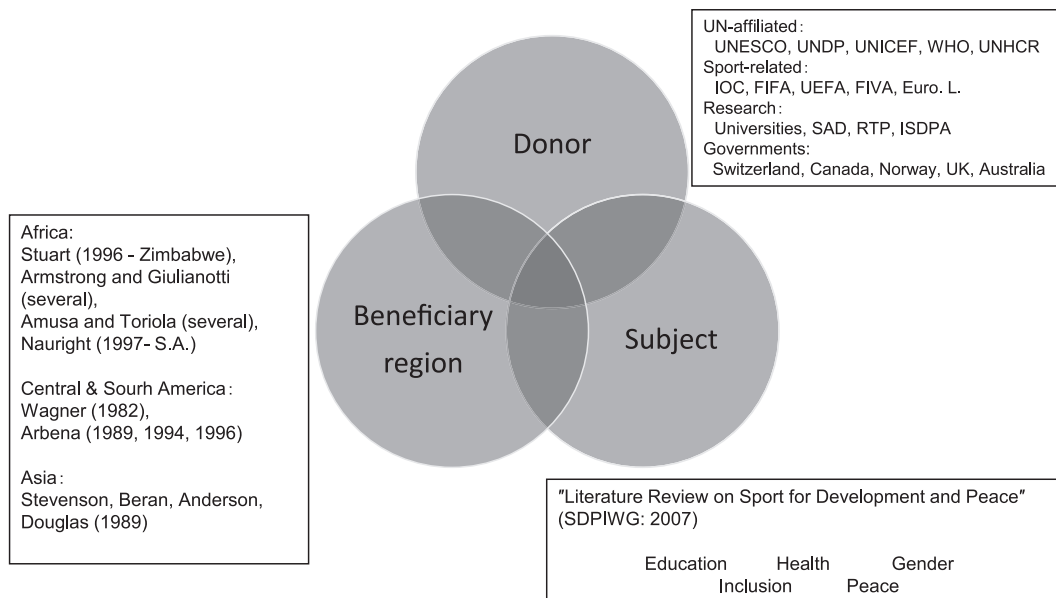 UN-affiliated:
UNESCO, UNDP, UNICEF, WHO, UNHCR
Sport-related:
IOC, FIFA, UEFA, FIVA, Euro. L.
Research:
Universities, SAD, RTP, ISDPA
Governments:
Switzerland, Canada, Norway, UK, Australia
Donor
Beneficiary
region
Subject
Africa:
Stuart (1996 - Zimbabwe),
Armstrong and Giulianotti
(several),
Amusa and Toriola (several),
Nauright (1997- S.A.)
Central & Sourh America:
Wagner (1982),
Arbena (1989, 1994, 1996)
Asia:
Stevenson, Beran, Anderson,
Douglas (1989)
"Literature Review on Sport for Development and Peace"
(SDPIWG: 2007)
Education Health Gender
Inclusion Peace